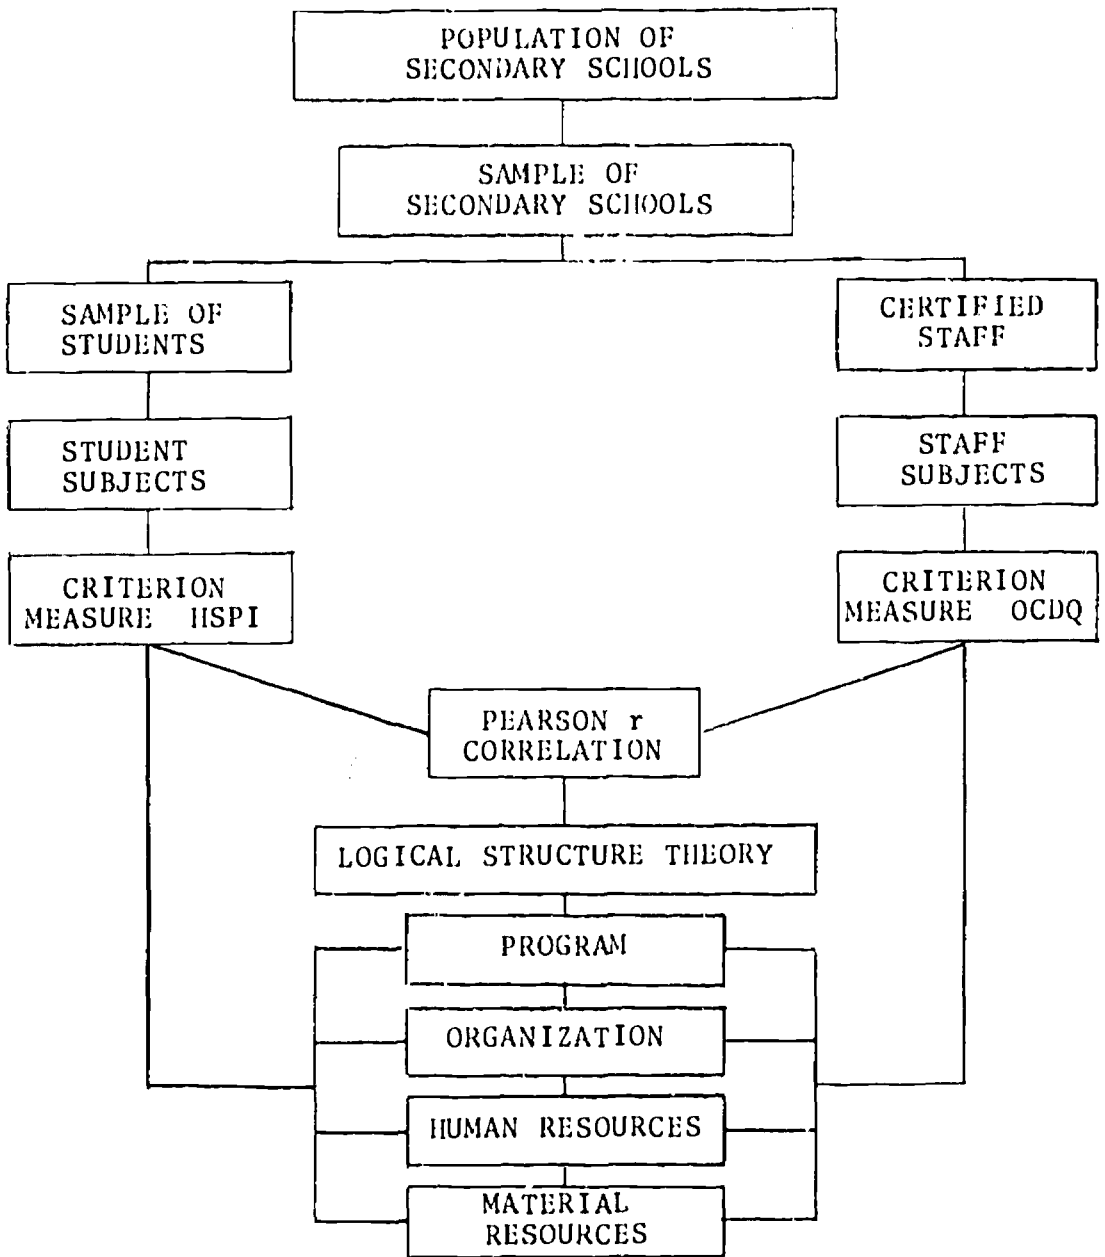 POPULATION OF
SECONDARY SCHOOLS
SAMPLE OF
SECONDARY SCHOOLS
SAMPLE OF
STUDENTS
CERTIFIED
STAFF
STUDENT
SUBJECTS
STAFF
SUBJECTS
CRITERION
MEASURE HSPI
CRITERION
MEASURE OCDQ
PEARSON r
CORRELATION
LOGICAL STRUCTURE THEORY
PROGRAM
ORGANIZATION
HUMAN RESOURCES
MATERIAL
RESOURCES